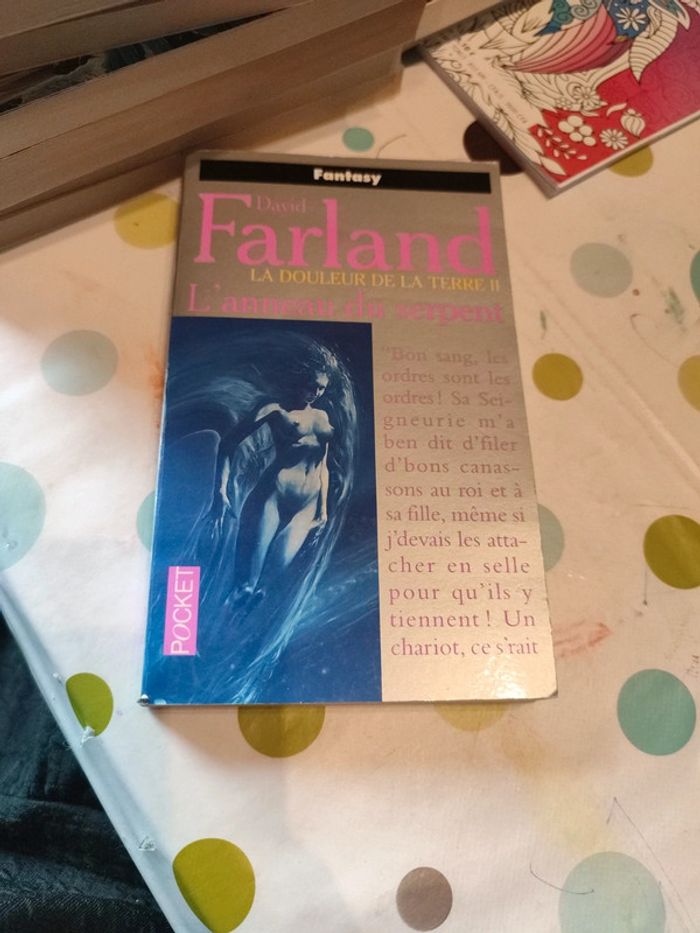 Fantasy
David
Farland
LA DOULEUR DE LA TERRE II
L'anneau du serpent
"Bon sang, les
ordres sont les
ordres! Sa Sei-
gneurie m'a
ben dit d'filer
d'bons canas-
sons au roi et à
sa fille, même si
j'devais les atta-
cher en selle
pour qu'ils y
tiennent! Un
chariot, ce s'rait
POCKET